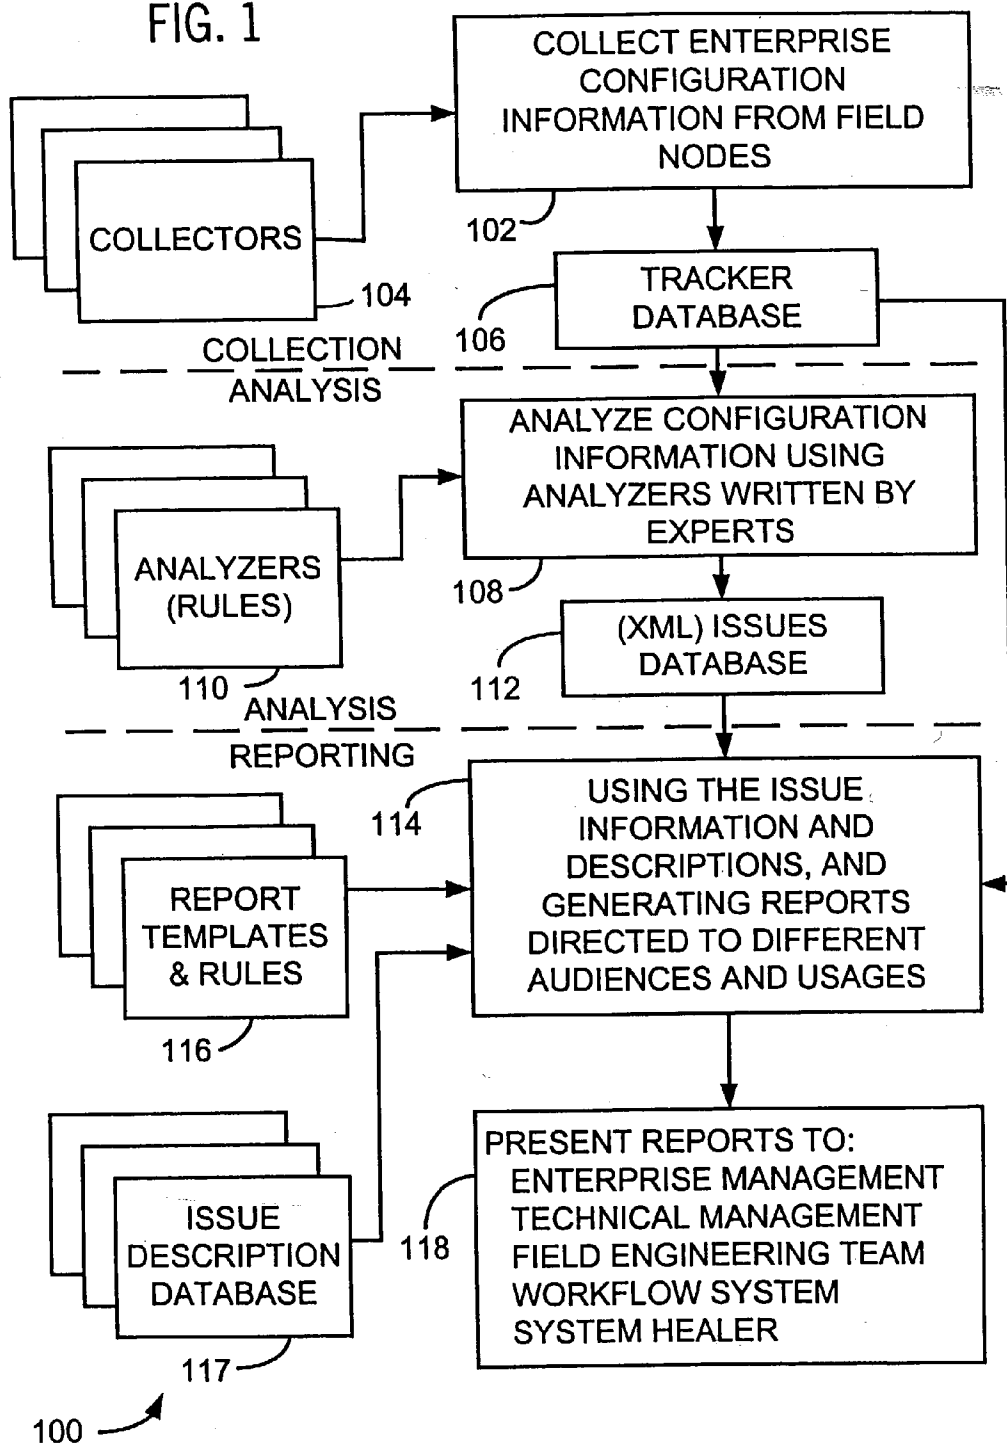 FIG. 1
COLLECT ENTERPRISE
CONFIGURATION
INFORMATION FROM FIELD
NODES
102
COLLECTORS
104
TRACKER
DATABASE
106
COLLECTION
ANALYSIS
ANALYZE CONFIGURATION
INFORMATION USING
ANALYZERS WRITTEN BY
EXPERTS
108
ANALYZERS
(RULES)
110
(XML) ISSUES
DATABASE
112
ANALYSIS
REPORTING
USING THE ISSUE
INFORMATION AND
DESCRIPTIONS, AND
GENERATING REPORTS
DIRECTED TO DIFFERENT
AUDIENCES AND USAGES
114
REPORT
TEMPLATES
& RULES
116
ISSUE
DESCRIPTION
DATABASE
117
PRESENT REPORTS TO:
ENTERPRISE MANAGEMENT
TECHNICAL MANAGEMENT
FIELD ENGINEERING TEAM
WORKFLOW SYSTEM
SYSTEM HEALER
118
100